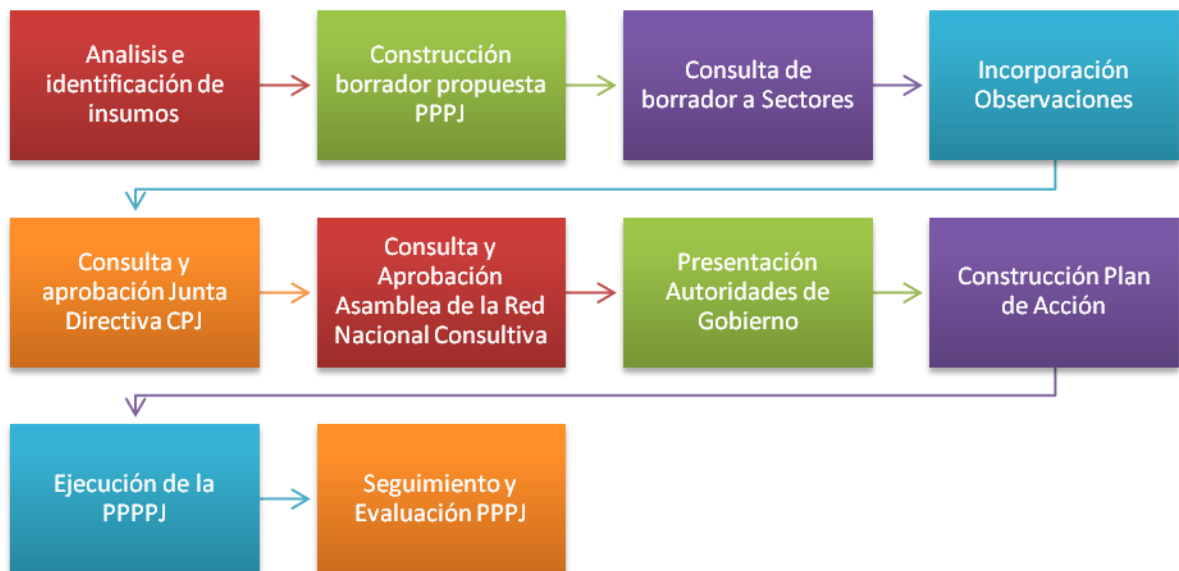 Analisis e
identificación de
insumos
Construcción
borrador propuesta
PPPJ
Consulta de
borrador a Sectores
Incorporación
Observaciones
Consulta y
aprobación Junta
Directiva CPJ
Consulta y
Aprobación
Asamblea de la Red
Nacional Consultiva
Presentación
Autoridades de
Gobierno
Construcción Plan
de Acción
Ejecución de la
PPPPJ
Seguimiento y
Evaluación PPPJ